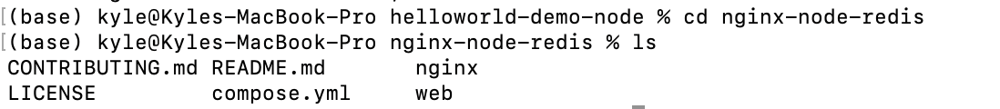 [(base) kyle@Kyles-MacBook-Pro helloworld-demo-node % cd nginx-node-redis
[(base) kyle@Kyles-MacBook-Pro nginx-node-redis % ls
CONTRIBUTING.md README.md nginx
LICENSE compose.yml web